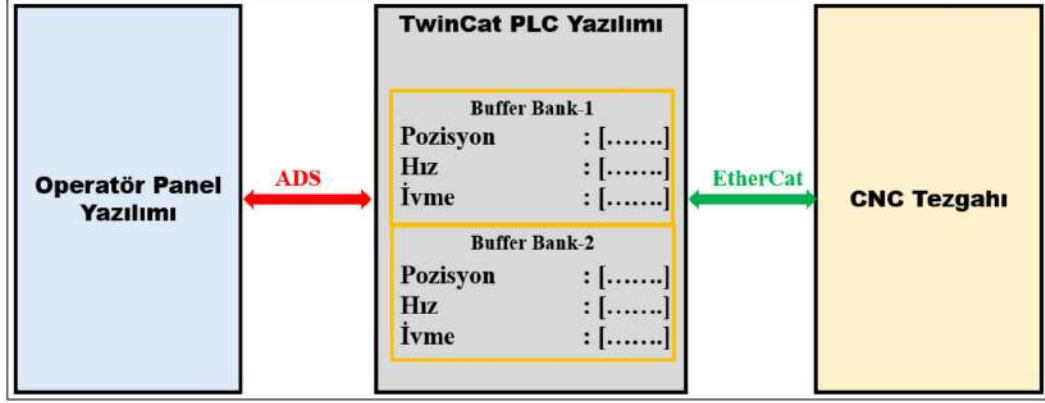 Operatör Panel
Yazılımı
ADS
TwinCat PLC Yazılımı
Buffer Bank-1
Pozisyon : [.......]
Hız : [.......]
İvme : [.......]
Buffer Bank-2
Pozisyon : [.......]
Hız : [.......]
İvme : [.......]
EtherCat
CNC Tezgahı